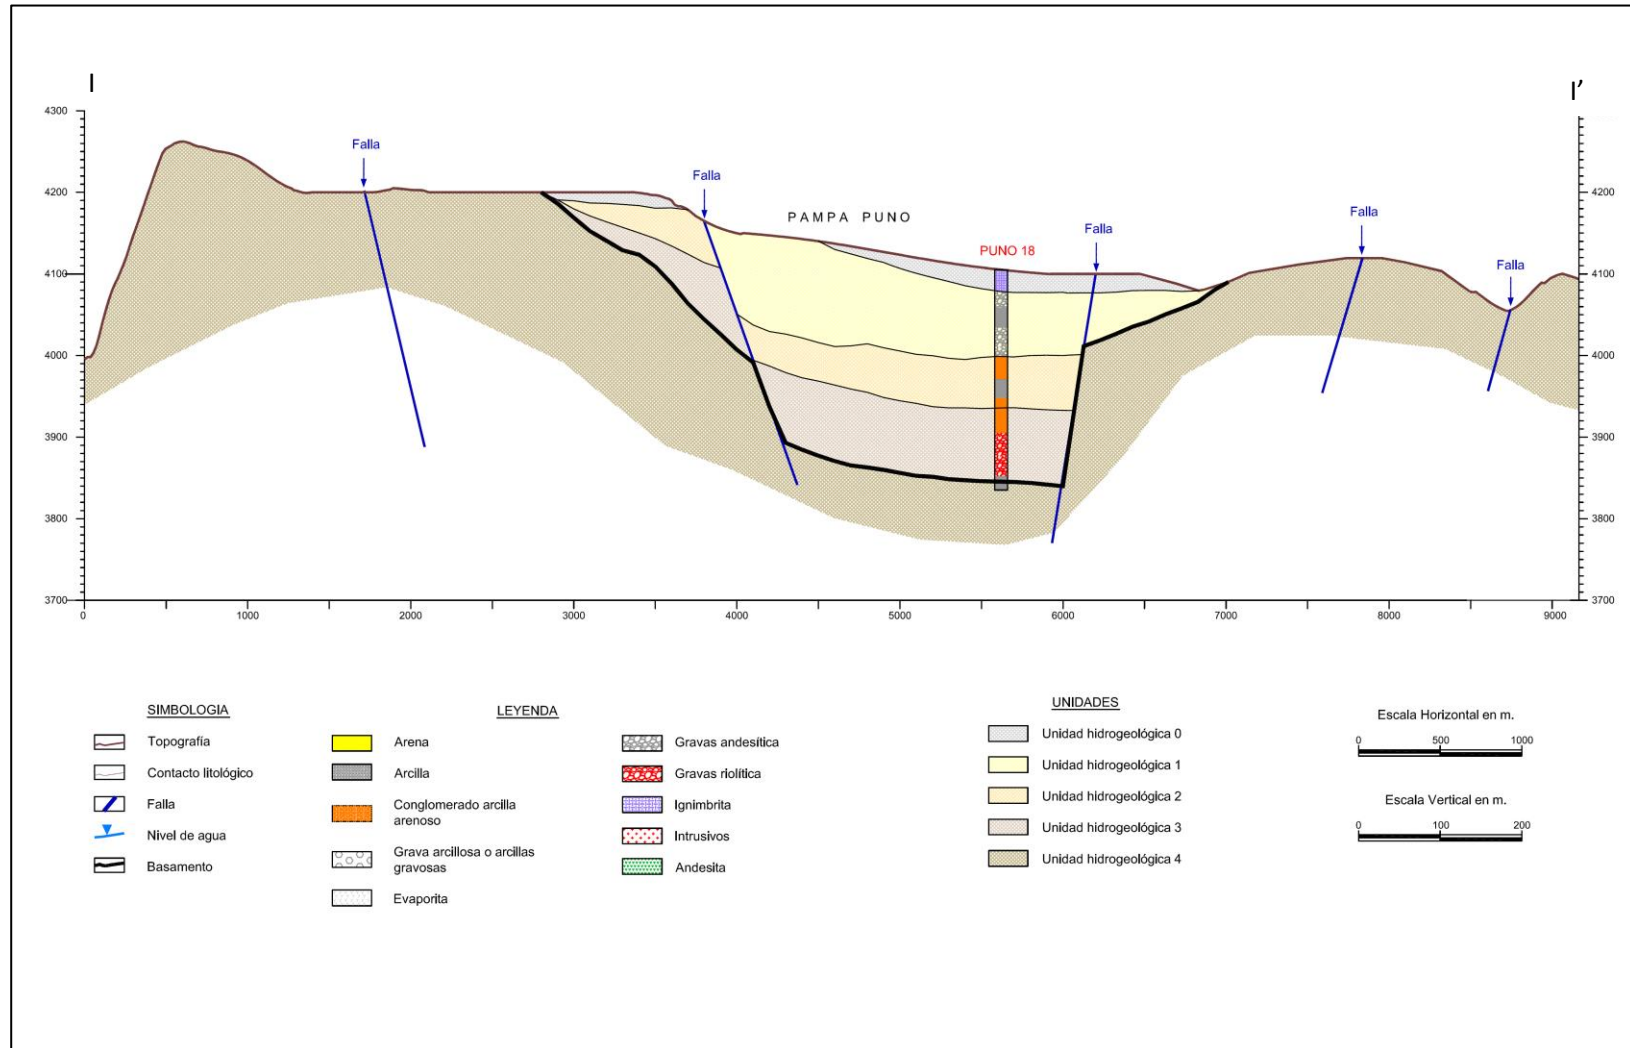 I
I'
4300
Falla
4200
4200
Falla
Falla
PAMPA PUNO
Falla
PUNO 18
Falla
4100
4100
4000
4000
3900
3900
3800
3800
3700
3700
0
1000
2000
3000
4000
5000
6000
7000
8000
9000
SIMBOLOGIA
Topografía
Contacto litológico
Falla
Nivel de agua
Basamento
LEYENDA
Arena
Arcilla
Conglomerado arcilla
arenoso
Grava arcillosa o arcillas
gravosas
Evaporita
Gravas andesítica
Gravas riolítica
Ignimbrita
Intrusivos
Andesita
UNIDADES
Unidad hidrogeológica 0
Unidad hidrogeológica 1
Unidad hidrogeológica 2
Unidad hidrogeológica 3
Unidad hidrogeológica 4
Escala Horizontal en m.
0 500 1000
Escala Vertical en m.
0 100 200